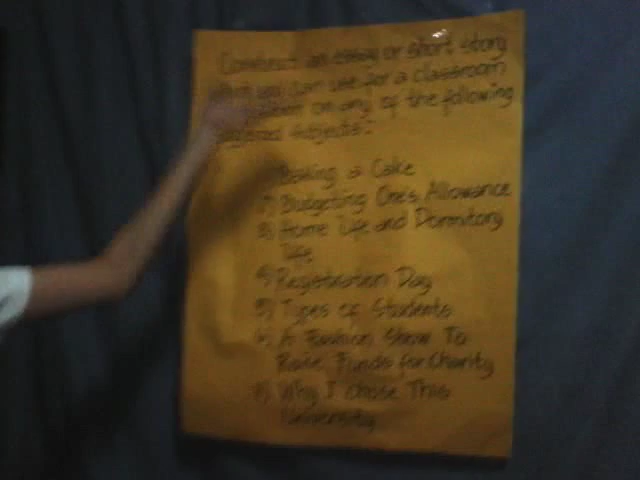 Construct an essay or short story
that you can use for a classroom
on any of the following
subjects:
Baking a Cake
2) Budgeting One's Allowance
3) Home Life and Dormitory
Life
4) Registration Day
5) Types of Students
6) A Fashion Show To
Raise Funds for Charity
7) Why I Chose This
University